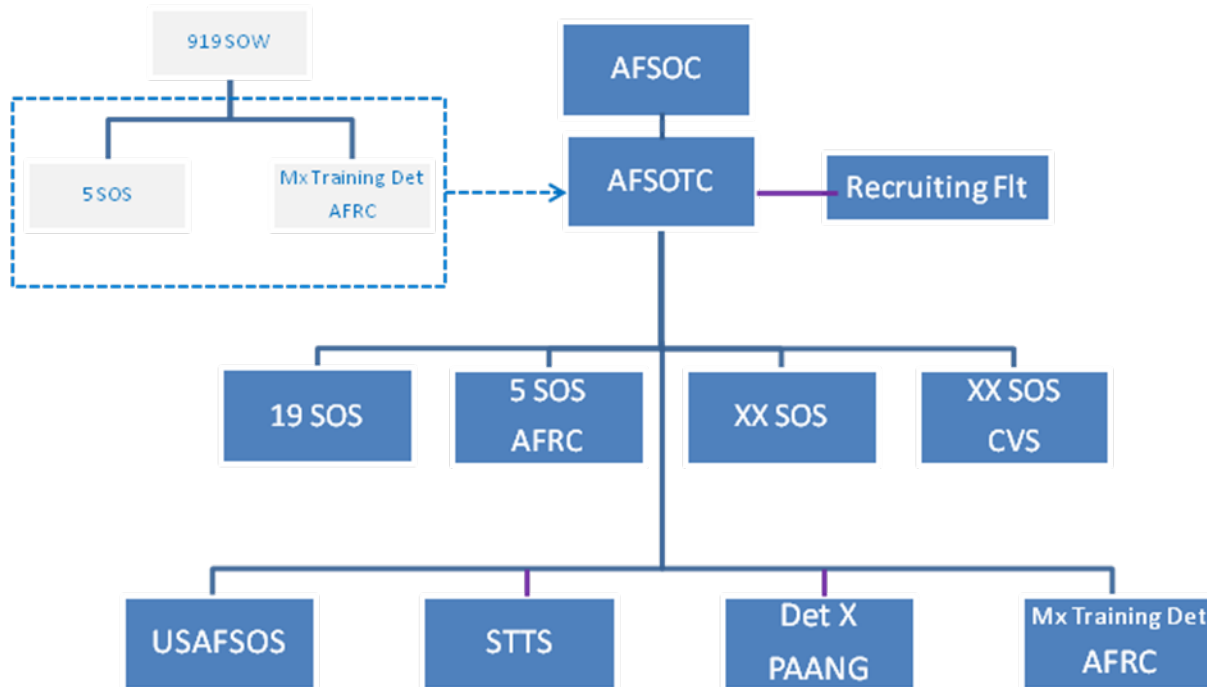 919 SOW
5 SOS
Mx Training Det
AFRC
AFSOC
AFSOTC
Recruiting Flt
19 SOS
5 SOS
AFRC
XX SOS
XX SOS
CVS
USAFSOS
STTS
Det X
PAANG
Mx Training Det
AFRC